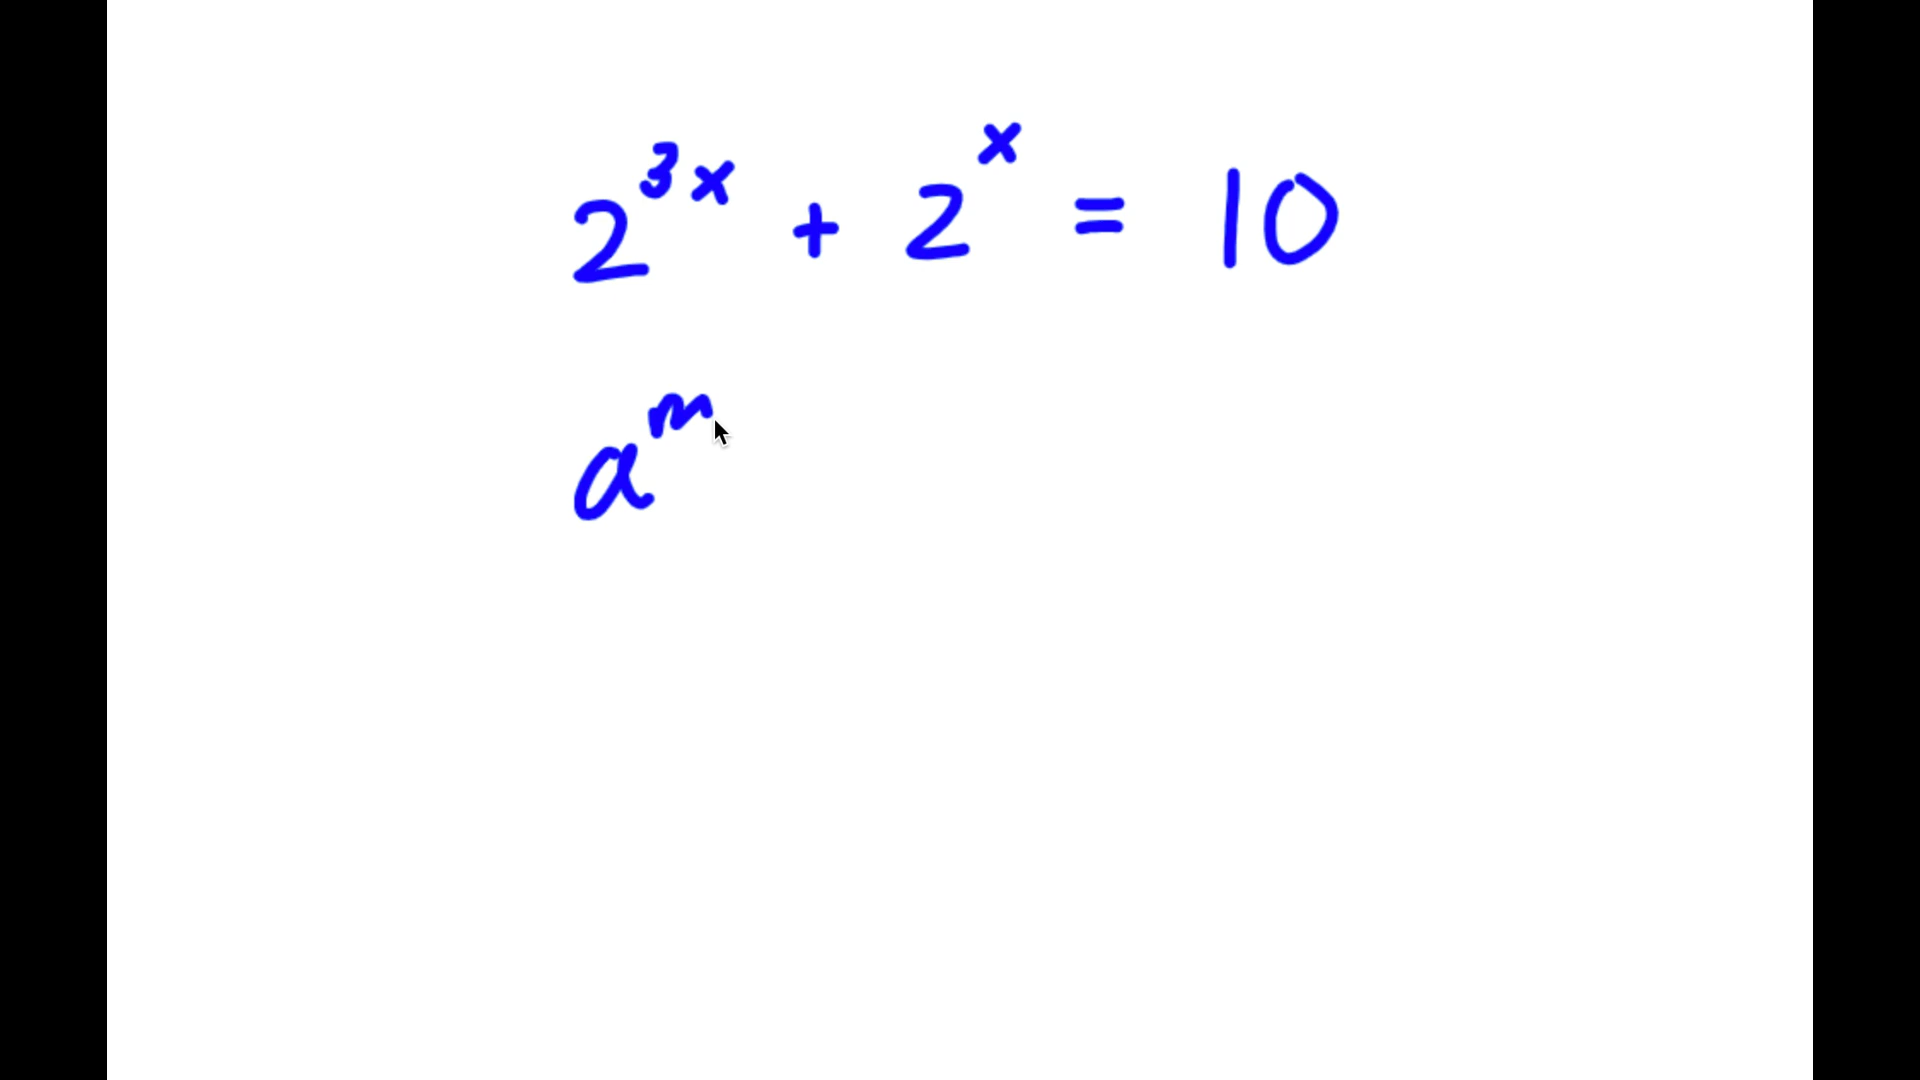 2^{3x} + 2^x = 10
a^m